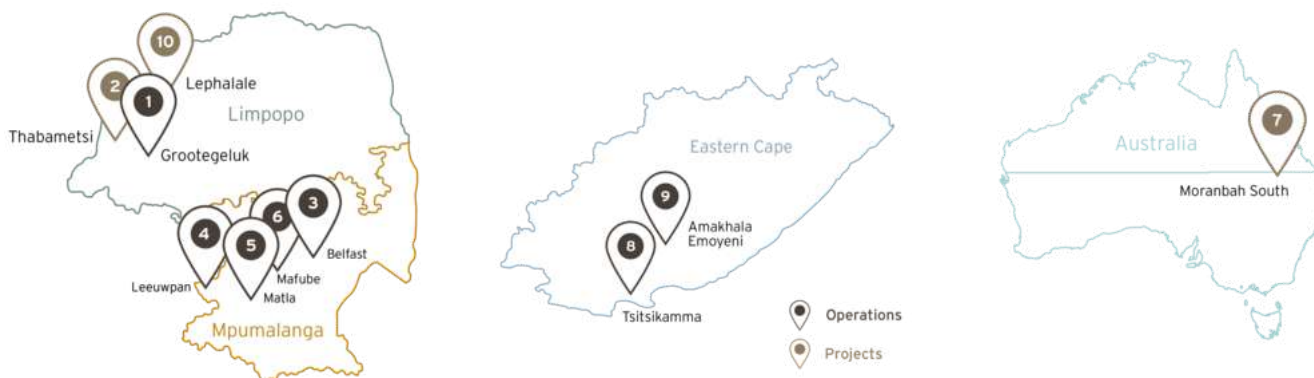 10
Lephalale
2
1
Limpopo
Thabametsi
Grootegeluk
3
6
4
5
Belfast
Mafube
Leeuwpan
Matla
Mpumalanga
Eastern Cape
9
Amakhala
Emoyeni
8
Tsitsikamma
Operations
Projects
7
Australia
Moranbah South